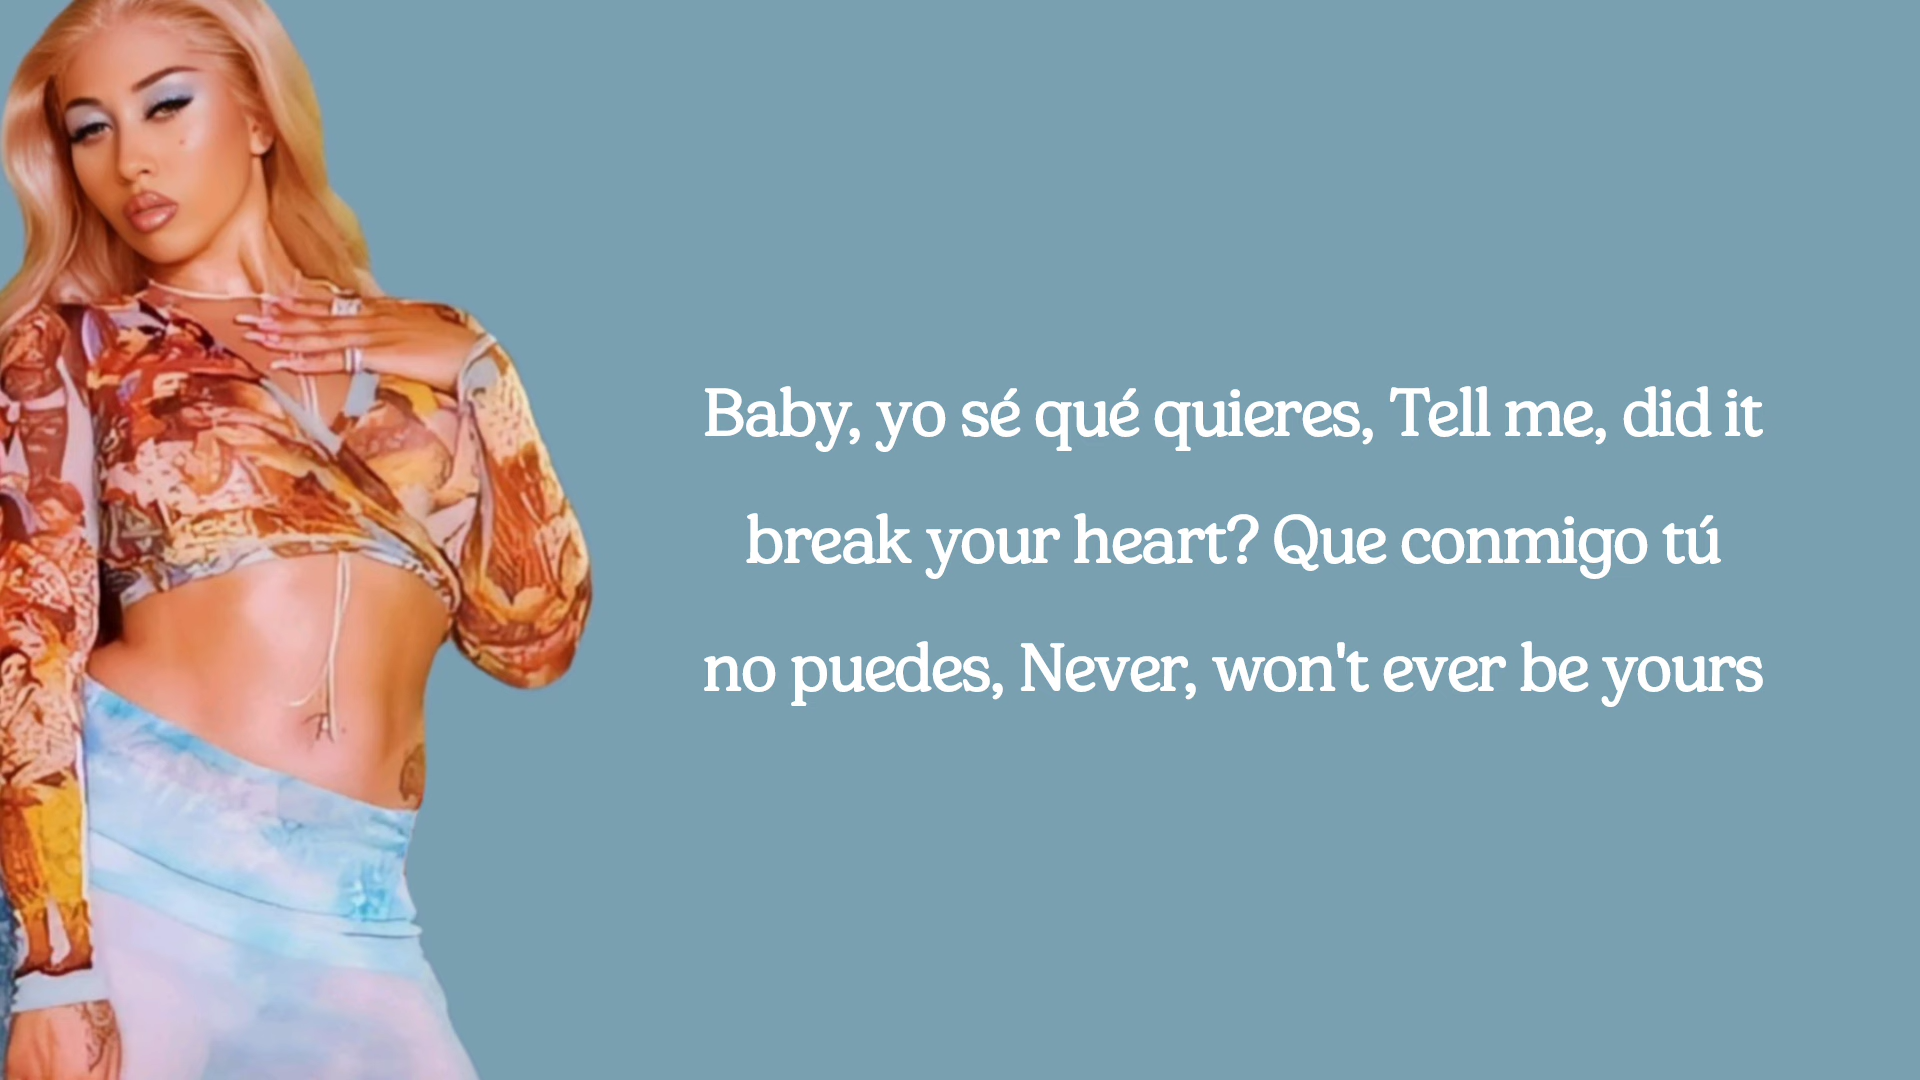 Baby, yo sé qué quieres, Tell me, did it
break your heart? Que conmigo tú
no puedes, Never, won't ever be yours